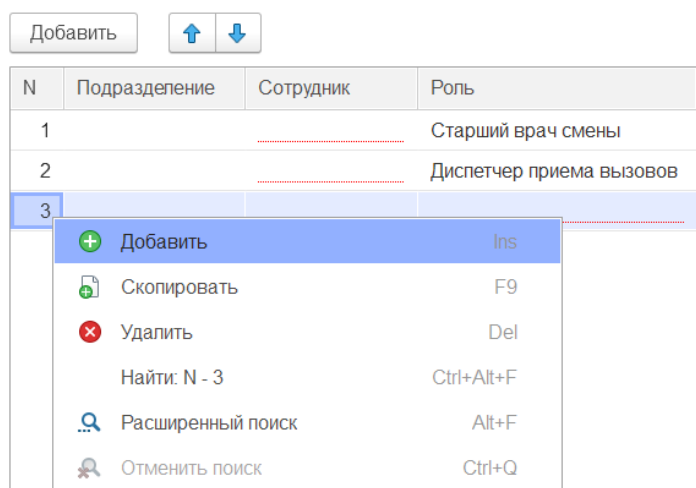 Добавить
N Подразделение Сотрудник Роль
1 Старший врач смены
2 Диспетчер приема вызовов
3
Добавить Ins
Скопировать F9
Удалить Del
Найти: N - 3 Ctrl+Alt+F
Расширенный поиск Alt+F
Отменить поиск Ctrl+Q